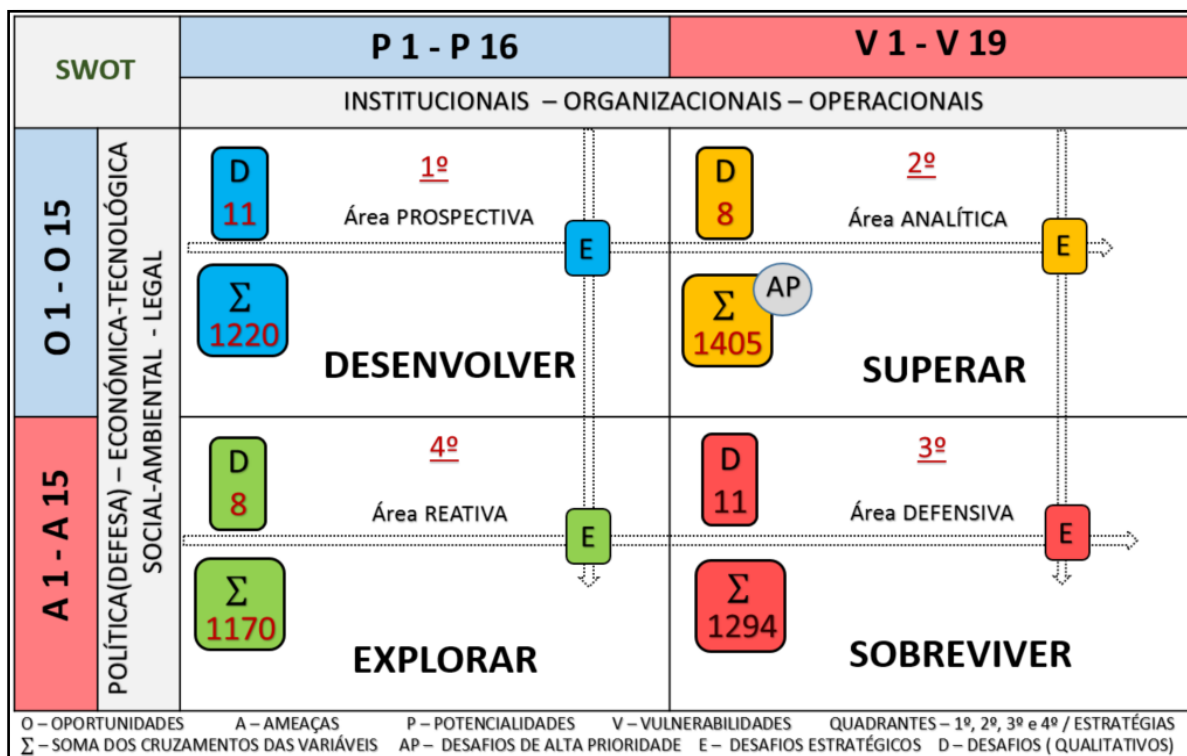 SWOT
P 1 - P 16
V 1 - V 19
INSTITUCIONAIS – ORGANIZACIONAIS – OPERACIONAIS
O 1 - O 15
POLÍTICA(DEFESA) – ECONÓMICA-TECNOLÓGICA
SOCIAL-AMBIENTAL - LEGAL
D
11
1º
Área PROSPECTIVA
E
Σ
1220
DESENVOLVER
D
8
2º
Área ANALÍTICA
E
AP
Σ
1405
SUPERAR
A 1 - A 15
D
8
4º
Área REATIVA
E
Σ
1170
EXPLORAR
D
11
3º
Área DEFENSIVA
E
Σ
1294
SOBREVIVER
O – OPORTUNIDADES A – AMEAÇAS P – POTENCIALIDADES V – VULNERABILIDADES QUADRANTES – 1º, 2º, 3º e 4º / ESTRATÉGIAS
Σ – SOMA DOS CRUZAMENTOS DAS VARIÁVEIS AP – DESAFIOS DE ALTA PRIORIDADE E – DESAFIOS ESTRATÉGICOS D – DESAFIOS ( QUALITATIVOS)